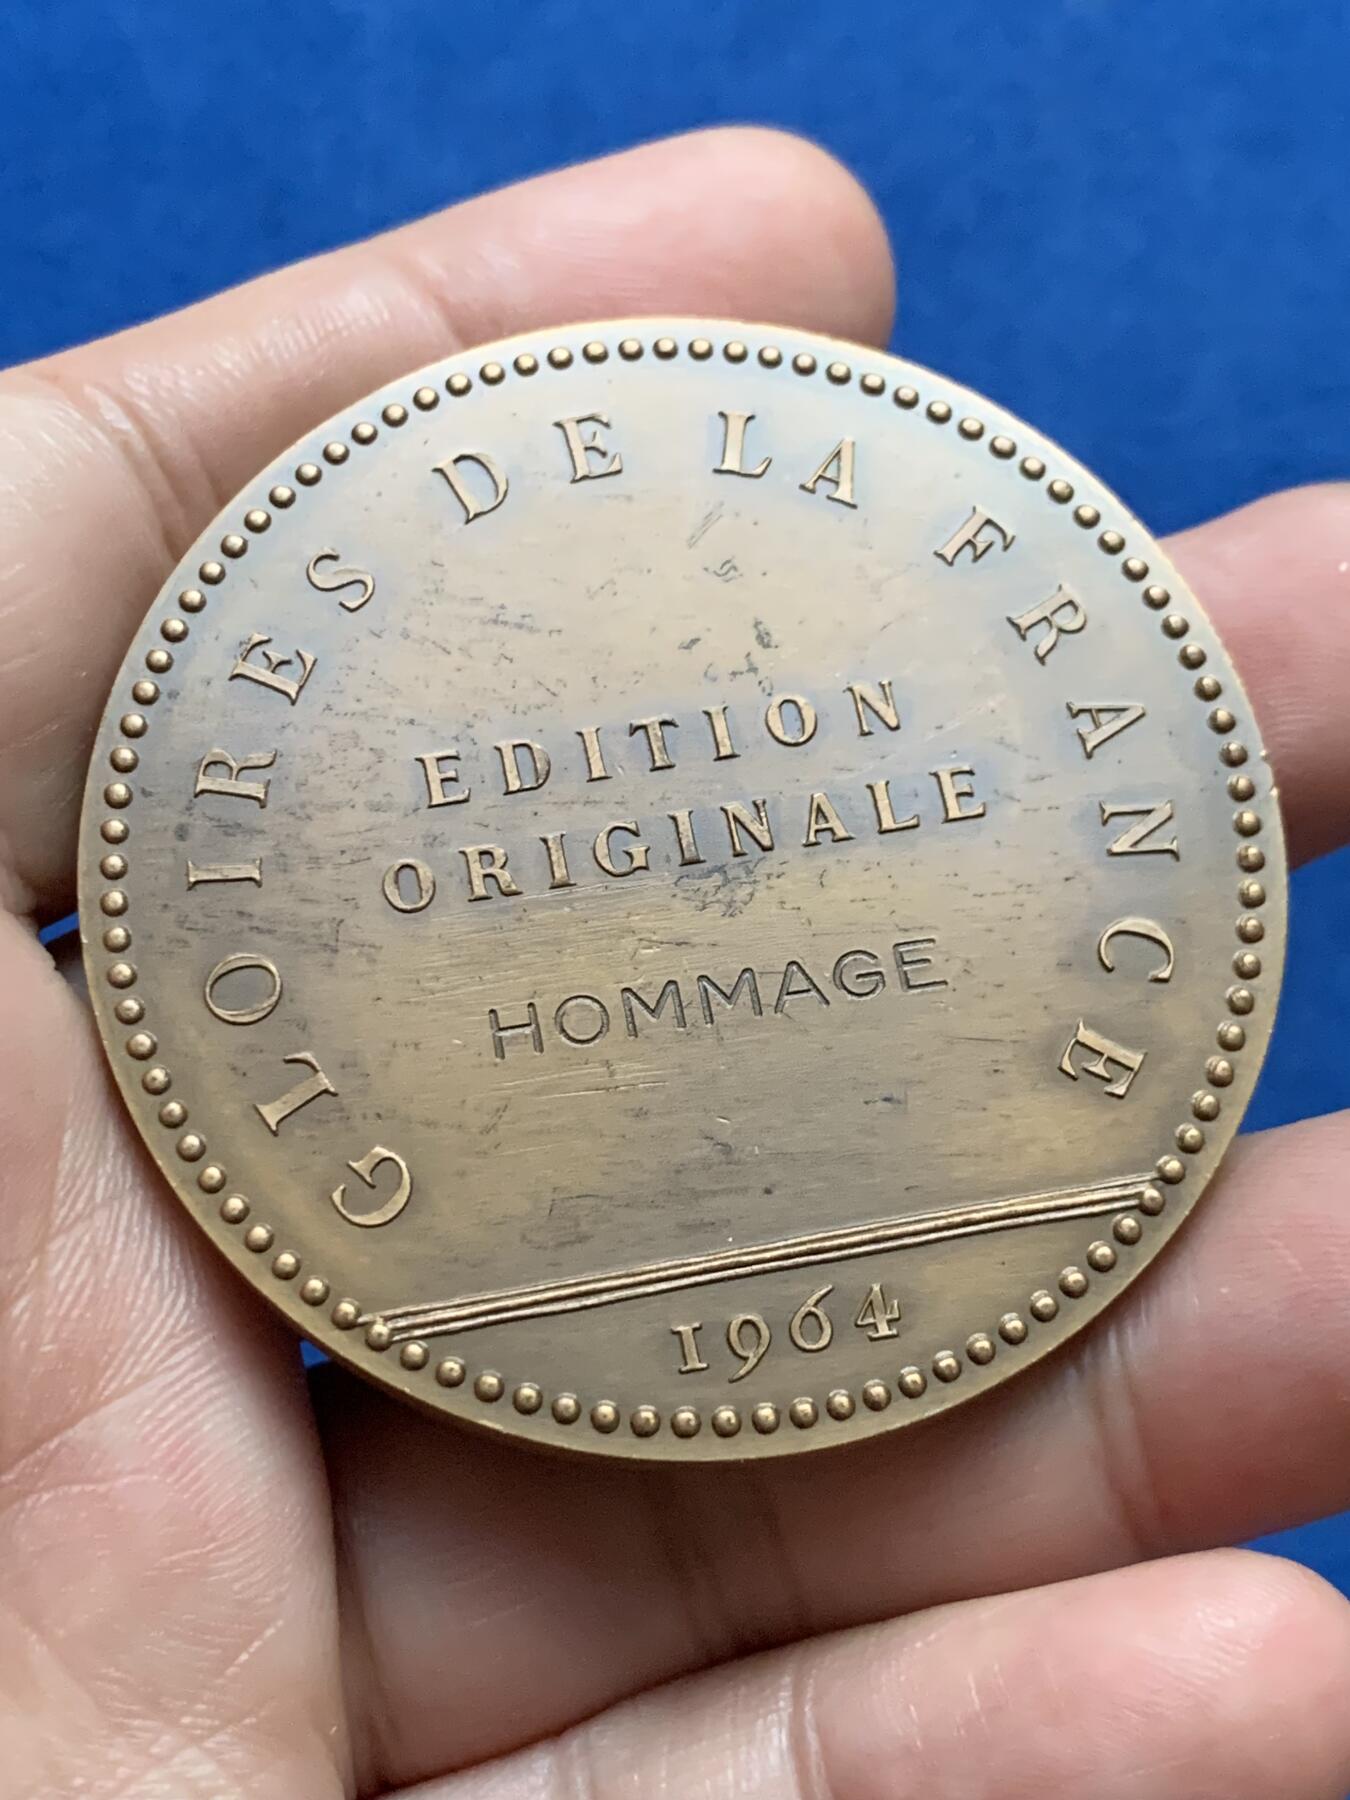 GLOIRES DE LA FRANCE
EDITION
ORIGINALE
HOMMAGE
1964